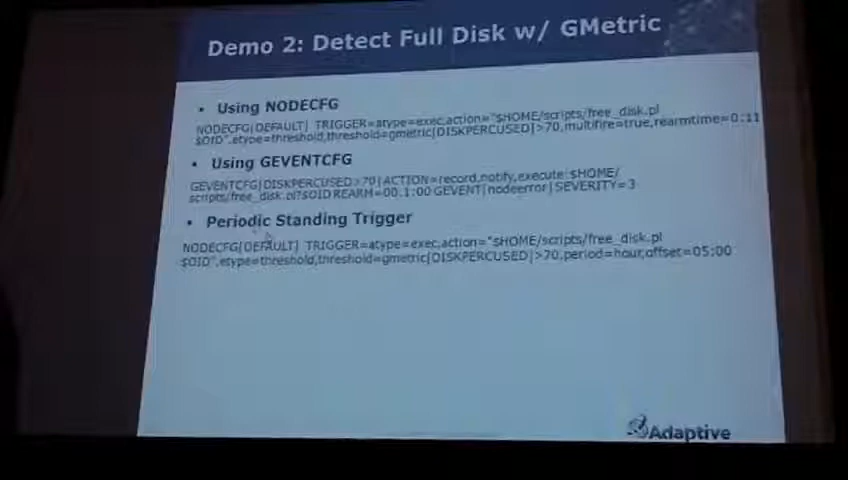 Demo 2: Detect Full Disk w/ GMetric
• Using NODECFG
NODECFG[DEFAULT] TRIGGER=atype=exec,action="$HOME/scripts/free_disk.pl
$OID",etype=threshold,threshold=gmetric[DISKPERCUSED]>70,multifire=true,rearmtime=0:11
• Using GEVENTCFG
GEVENTCFG[DISKPERCUSED>70]ACTION=record,notify,execute:$HOME/
scripts/free_disk.pl?$OID REARM=00:1:00 GEVENT[nodeerror] SEVERITY=3
• Periodic Standing Trigger
NODECFG[DEFAULT] TRIGGER=atype=exec,action="$HOME/scripts/free_disk.pl
$OID",etype=threshold,threshold=gmetric[DISKPERCUSED]>70,period=hour,offset=05:00
Adaptive